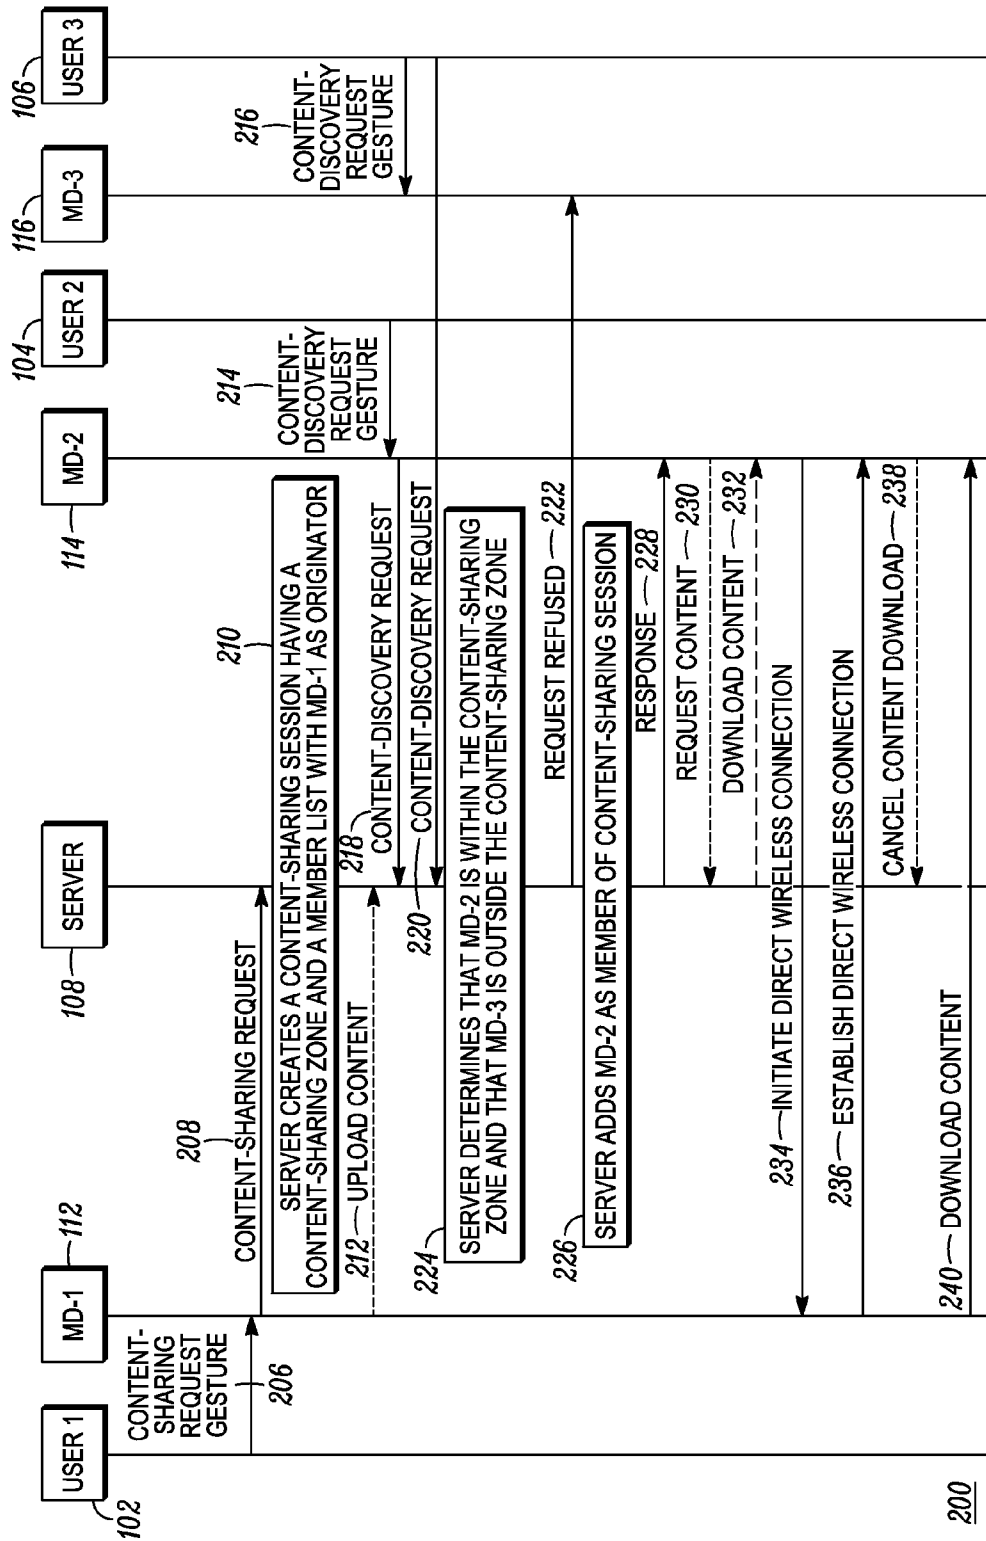 USER 1
102
MD-1
112
SERVER
108
MD-2
114
USER 2
104
MD-3
116
USER 3
106
CONTENT-
SHARING
REQUEST
GESTURE
206
CONTENT-SHARING REQUEST
208
SERVER CREATES A CONTENT-SHARING SESSION HAVING A
CONTENT-SHARING ZONE AND A MEMBER LIST WITH MD-1 AS ORIGINATOR
210
212 UPLOAD CONTENT
214
CONTENT-
DISCOVERY
REQUEST
GESTURE
216
CONTENT-
DISCOVERY
REQUEST
GESTURE
218
CONTENT-DISCOVERY REQUEST
220
CONTENT-DISCOVERY REQUEST
224
SERVER DETERMINES THAT MD-2 IS WITHIN THE CONTENT-SHARING
ZONE AND THAT MD-3 IS OUTSIDE THE CONTENT-SHARING ZONE
REQUEST REFUSED 222
226
SERVER ADDS MD-2 AS MEMBER OF CONTENT-SHARING SESSION
RESPONSE 228
REQUEST CONTENT 230
DOWNLOAD CONTENT 232
234 INITIATE DIRECT WIRELESS CONNECTION
236 ESTABLISH DIRECT WIRELESS CONNECTION
CANCEL CONTENT DOWNLOAD 238
240 DOWNLOAD CONTENT
200